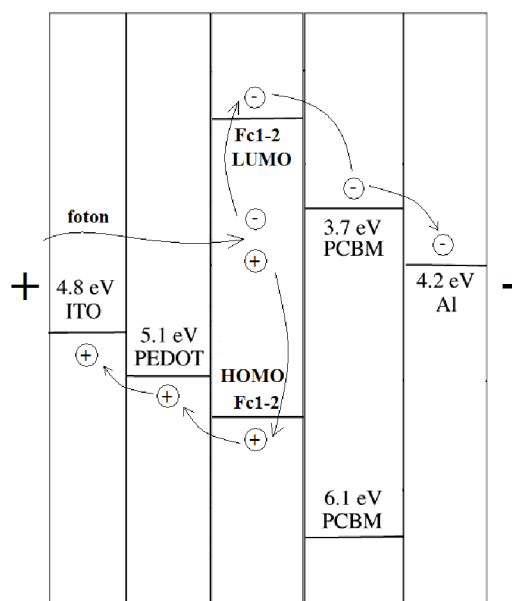 Fc1-2
LUMO
foton
3.7 eV
PCBM
+
4.8 eV
ITO
4.2 eV
Al
-
5.1 eV
PEDOT
HOMO
Fc1-2
6.1 eV
PCBM